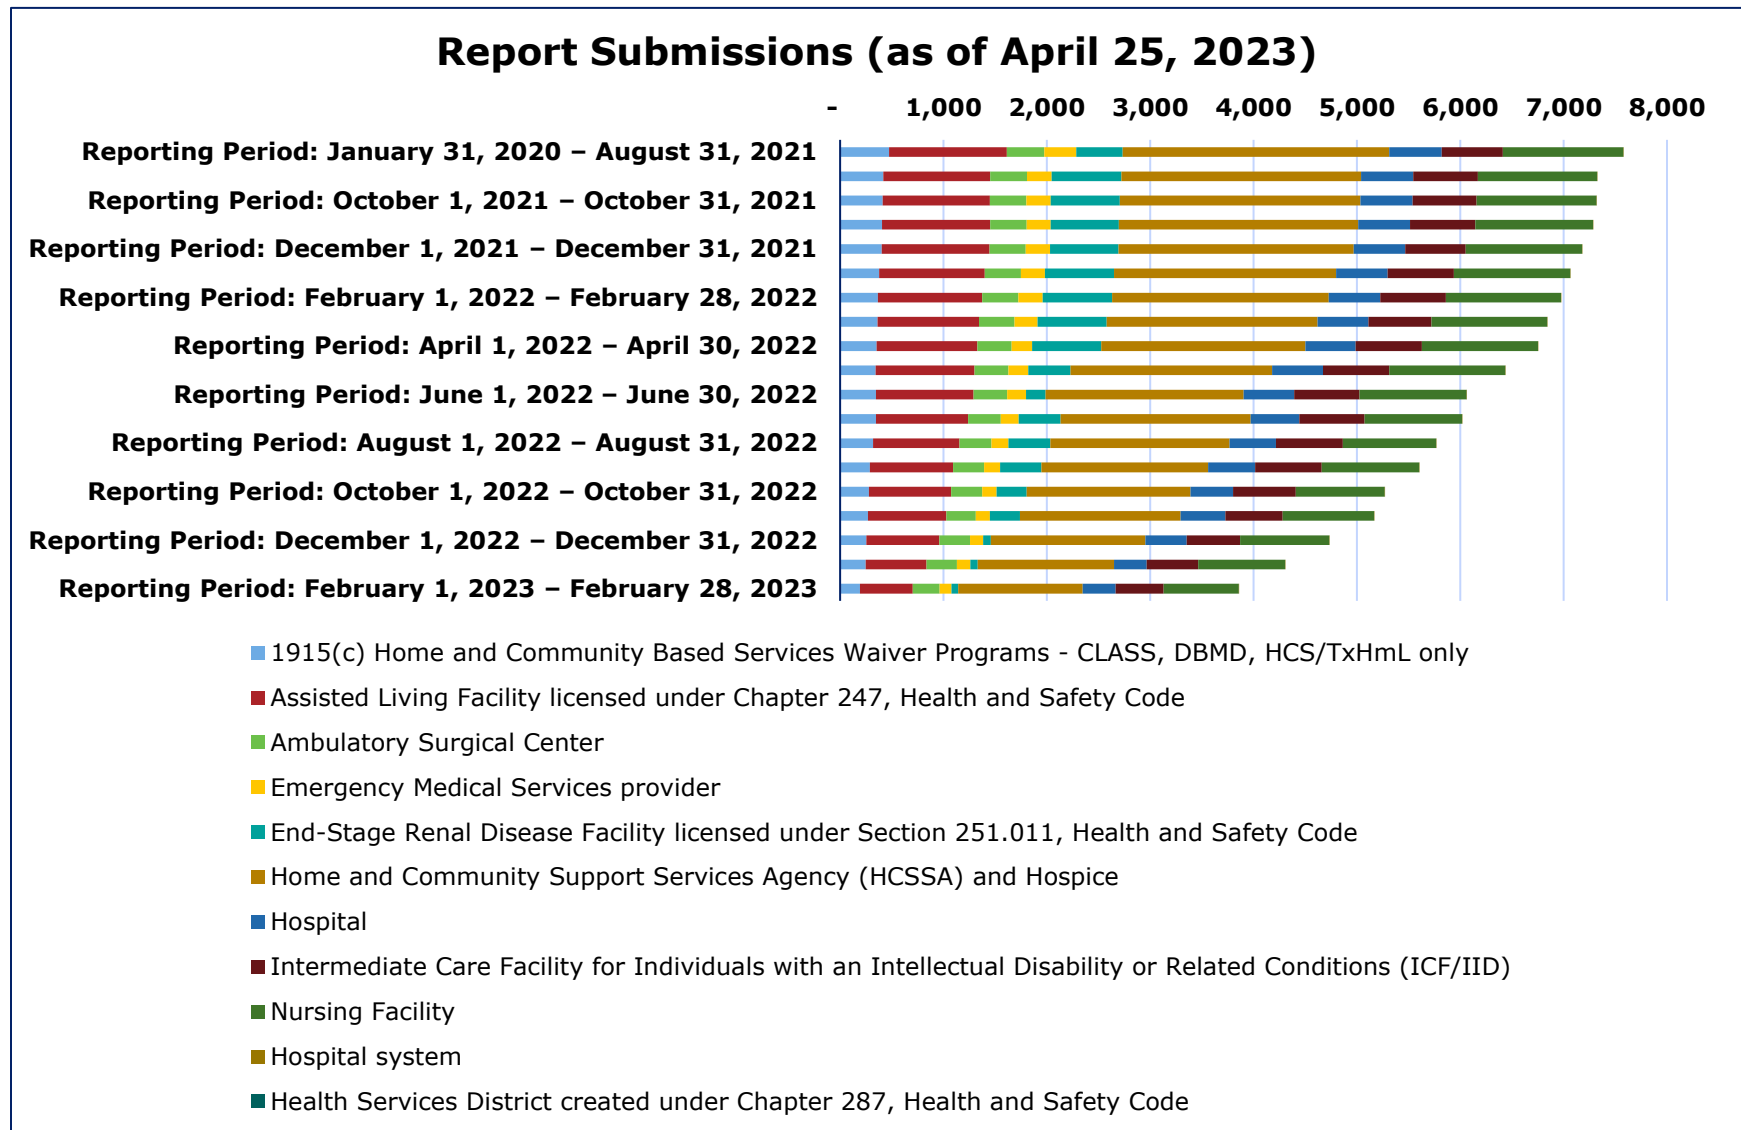 Report Submissions (as of April 25, 2023)
- 1,000 2,000 3,000 4,000 5,000 6,000 7,000 8,000
Reporting Period: January 31, 2020 – August 31, 2021
Reporting Period: October 1, 2021 – October 31, 2021
Reporting Period: December 1, 2021 – December 31, 2021
Reporting Period: February 1, 2022 – February 28, 2022
Reporting Period: April 1, 2022 – April 30, 2022
Reporting Period: June 1, 2022 – June 30, 2022
Reporting Period: August 1, 2022 – August 31, 2022
Reporting Period: October 1, 2022 – October 31, 2022
Reporting Period: December 1, 2022 – December 31, 2022
Reporting Period: February 1, 2023 – February 28, 2023
1915(c) Home and Community Based Services Waiver Programs - CLASS, DBMD, HCS/TxHmL only
Assisted Living Facility licensed under Chapter 247, Health and Safety Code
Ambulatory Surgical Center
Emergency Medical Services provider
End-Stage Renal Disease Facility licensed under Section 251.011, Health and Safety Code
Home and Community Support Services Agency (HCSSA) and Hospice
Hospital
Intermediate Care Facility for Individuals with an Intellectual Disability or Related Conditions (ICF/IID)
Nursing Facility
Hospital system
Health Services District created under Chapter 287, Health and Safety Code